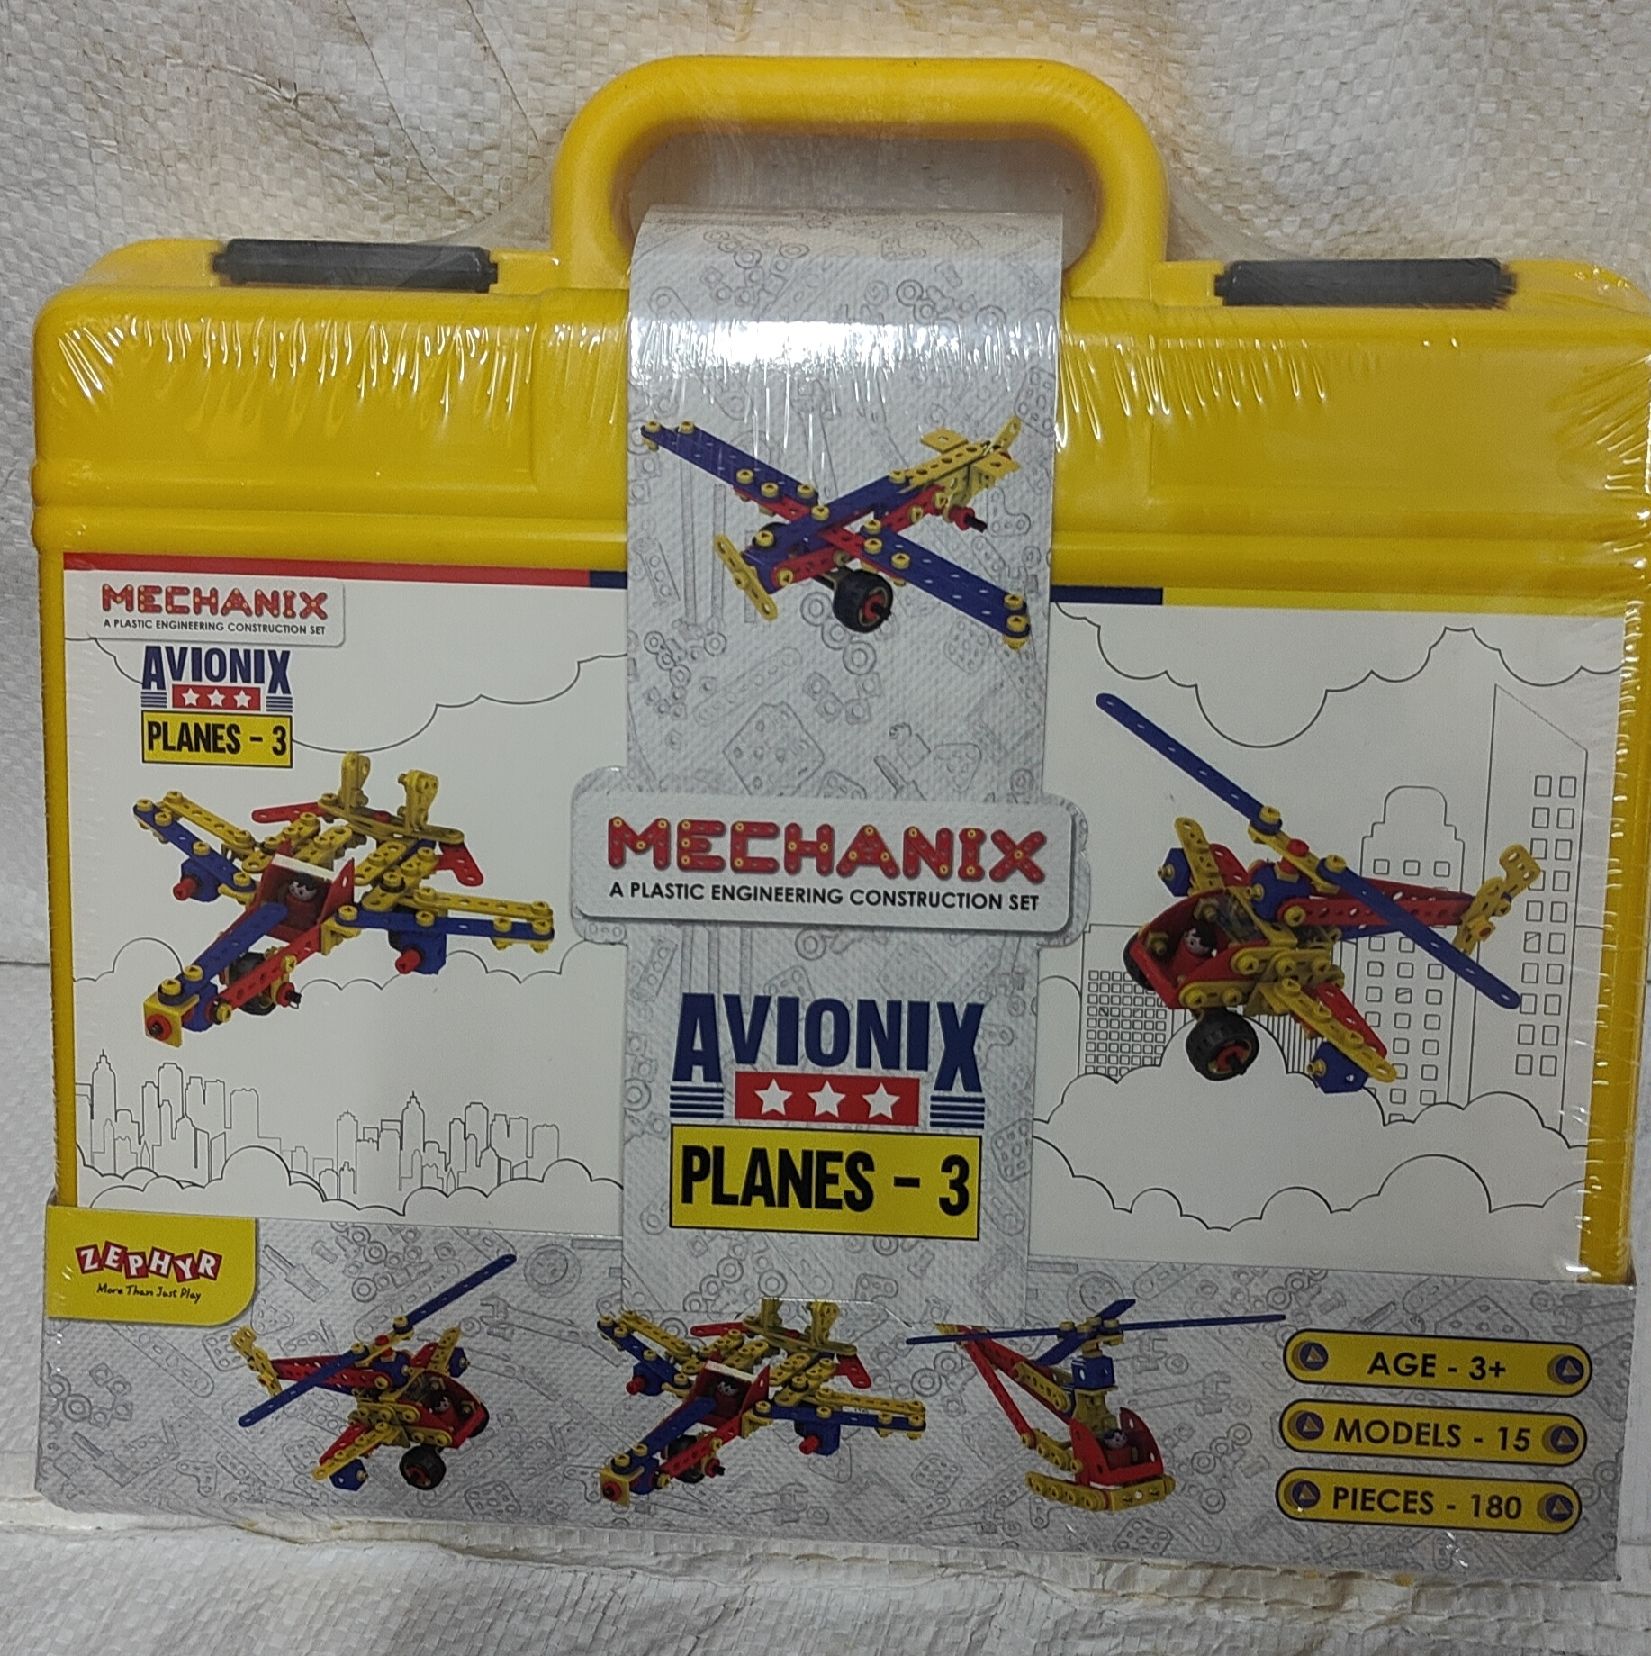 MECHANIX
A PLASTIC ENGINEERING CONSTRUCTION SET
AVIONIX
PLANES - 3
MECHANIX
A PLASTIC ENGINEERING CONSTRUCTION SET
AVIONIX
PLANES - 3
ZEPHYR
More Than Just Play
AGE - 3+
MODELS - 15
PIECES - 180